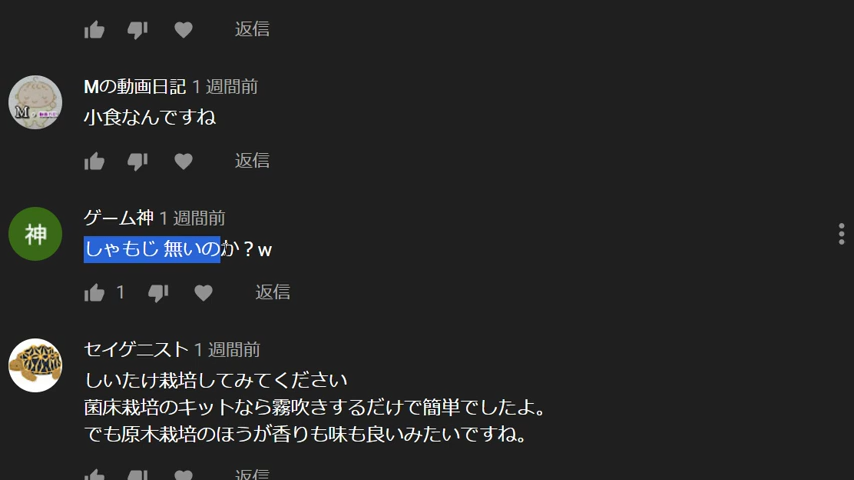 返信
Mの動画日記 1 週間前
小食なんですね
返信
神
ゲーム神 1 週間前
しゃもじ 無いのか？w
1 返信
セイゲニスト 1 週間前
しいたけ栽培してみてください
菌床栽培のキットなら霧吹きするだけで簡単でしたよ。
でも原木栽培のほうが香りも味も良いみたいですね。
返信